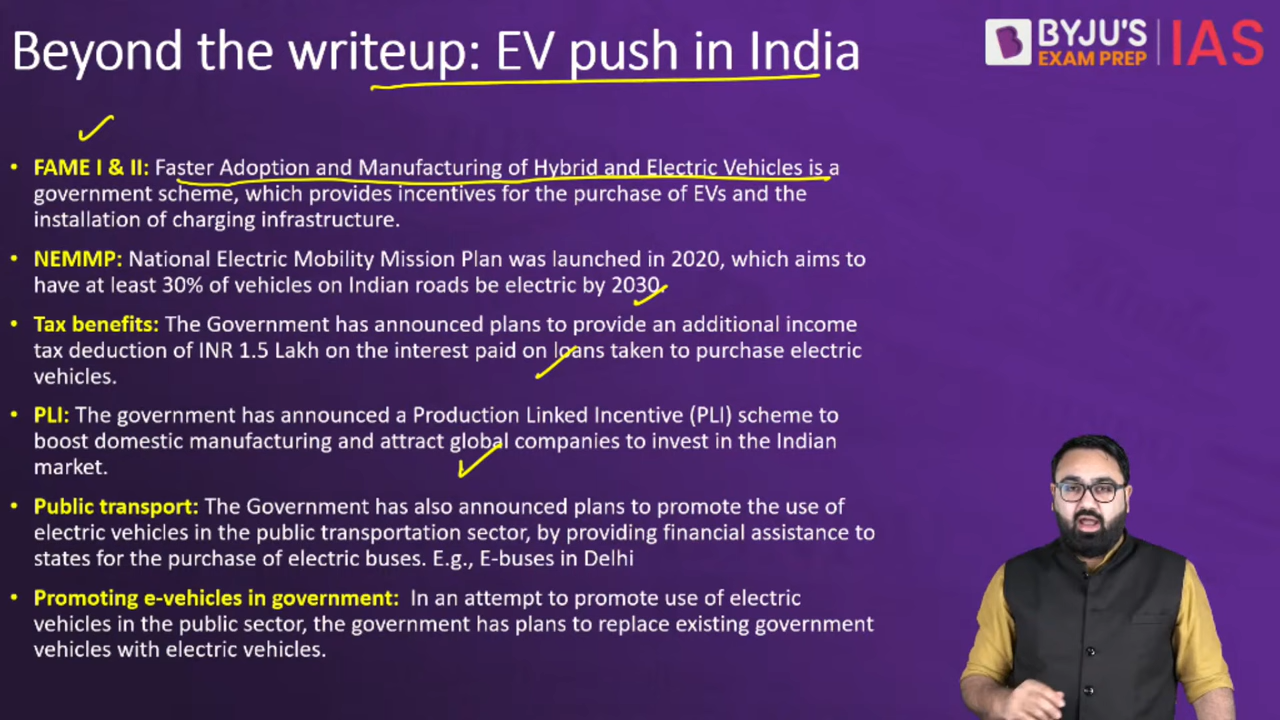 Beyond the writeup: EV push in India
BYJU'S
EXAM PREP
IAS
• FAME I & II: Faster Adoption and Manufacturing of Hybrid and Electric Vehicles is a
government scheme, which provides incentives for the purchase of EVs and the
installation of charging infrastructure.
• NEMMP: National Electric Mobility Mission Plan was launched in 2020, which aims to
have at least 30% of vehicles on Indian roads be electric by 2030.
• Tax benefits: The Government has announced plans to provide an additional income
tax deduction of INR 1.5 Lakh on the interest paid on loans taken to purchase electric
vehicles.
• PLI: The government has announced a Production Linked Incentive (PLI) scheme to
boost domestic manufacturing and attract global companies to invest in the Indian
market.
• Public transport: The Government has also announced plans to promote the use of
electric vehicles in the public transportation sector, by providing financial assistance to
states for the purchase of electric buses. E.g., E-buses in Delhi
• Promoting e-vehicles in government: In an attempt to promote use of electric
vehicles in the public sector, the government has plans to replace existing government
vehicles with electric vehicles.